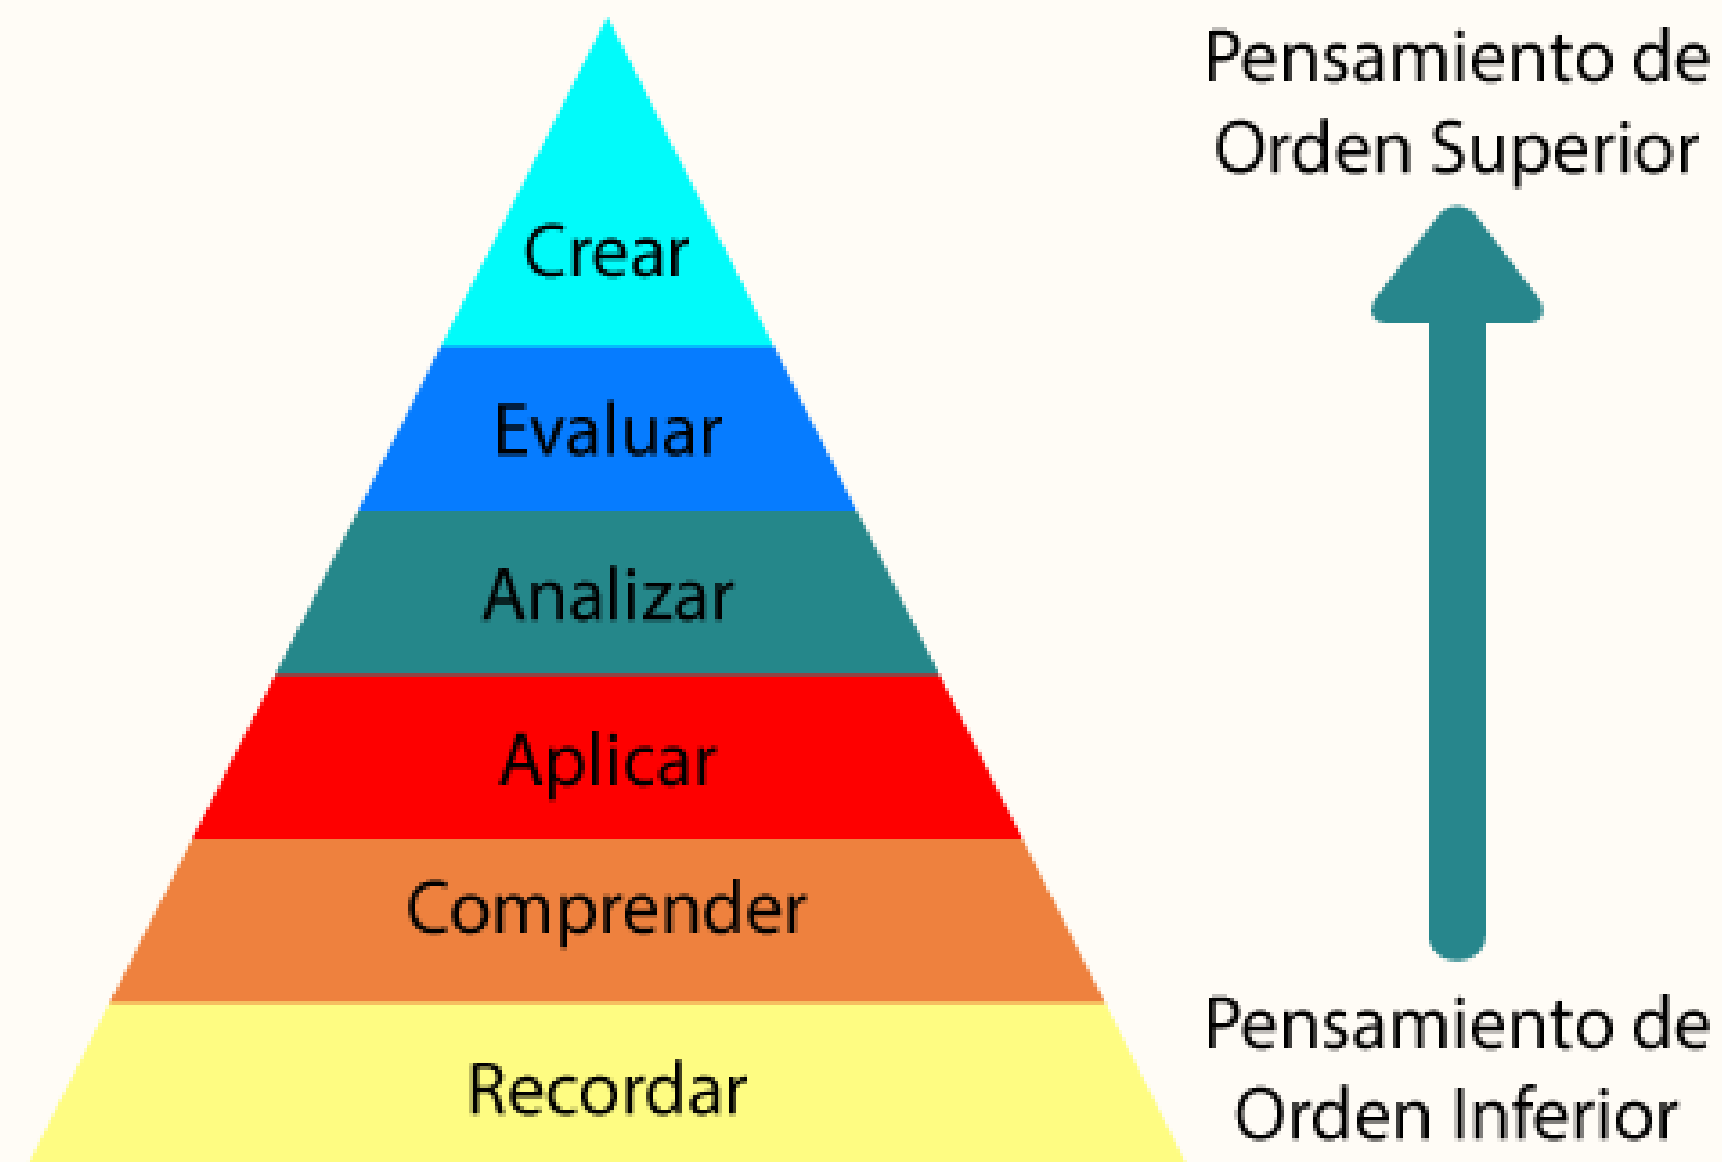 Crear
Evaluar
Analizar
Aplicar
Comprender
Recordar
Pensamiento de
Orden Superior
Pensamiento de
Orden Inferior